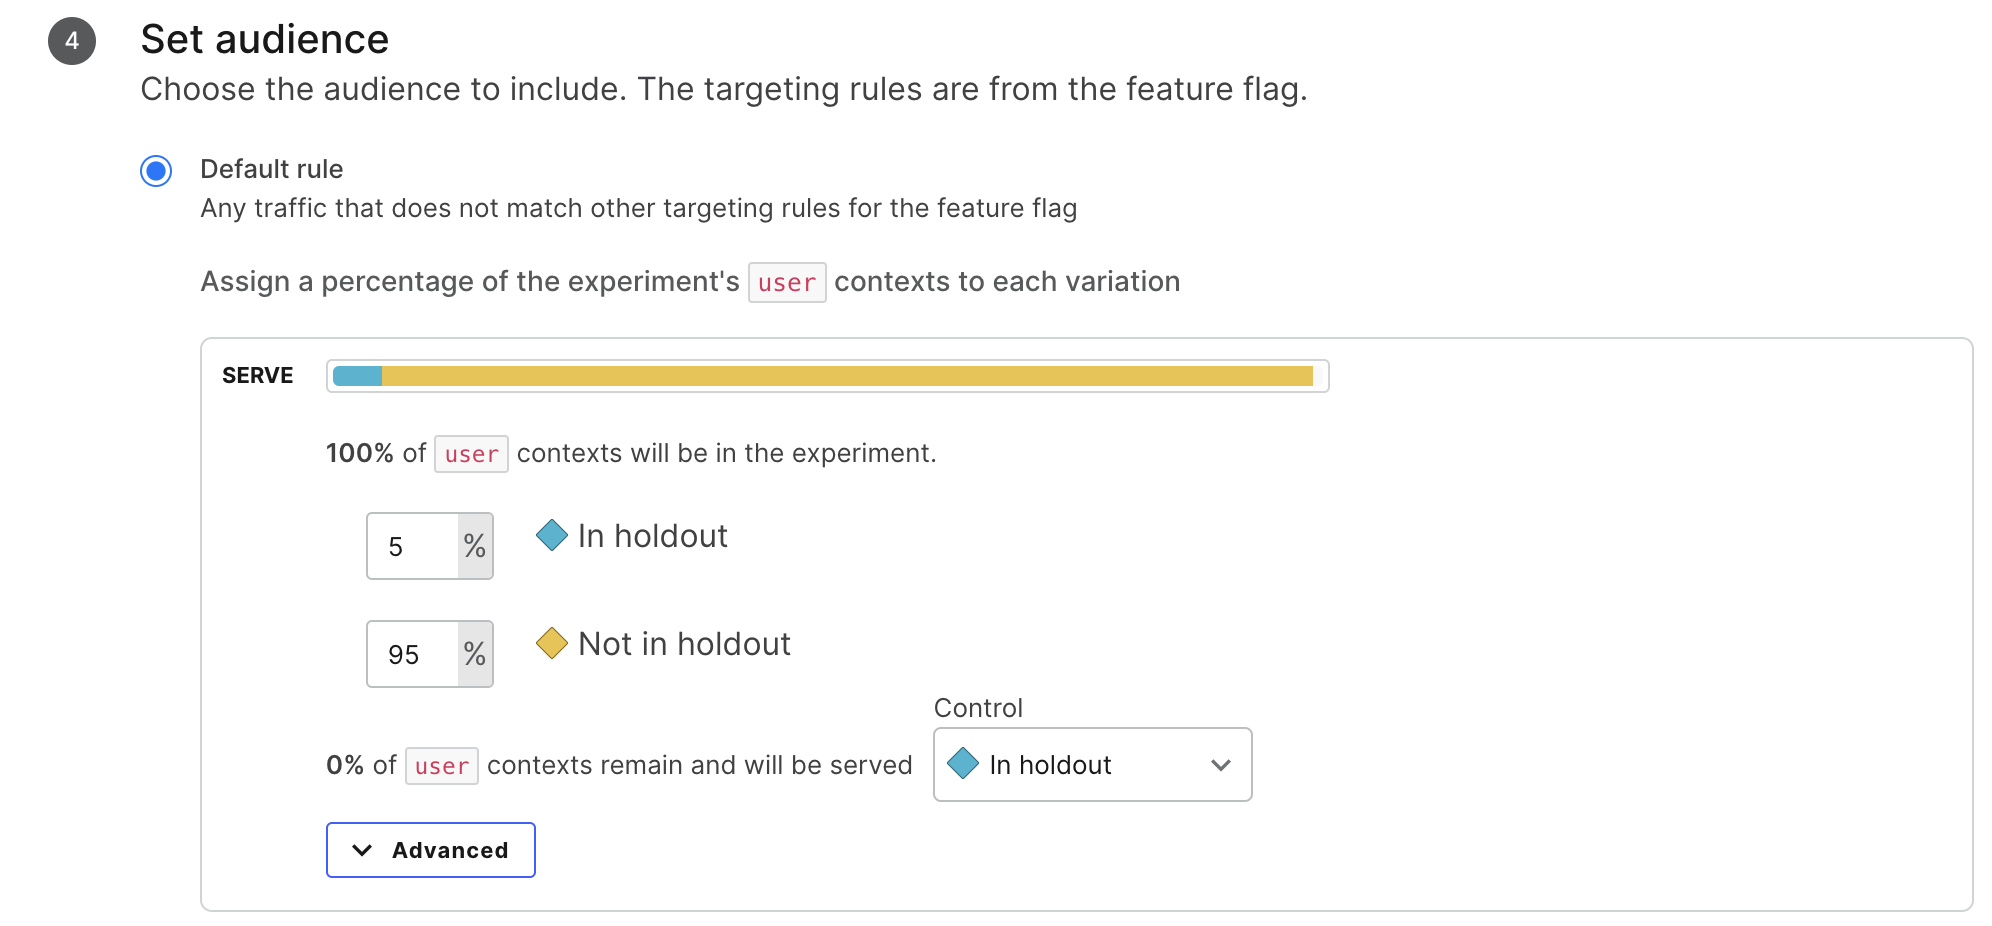 4 Set audience
Choose the audience to include. The targeting rules are from the feature flag.
Default rule
Any traffic that does not match other targeting rules for the feature flag
Assign a percentage of the experiment's user contexts to each variation
SERVE
100% of user contexts will be in the experiment.
5 % In holdout
95 % Not in holdout
Control
0% of user contexts remain and will be served In holdout
Advanced